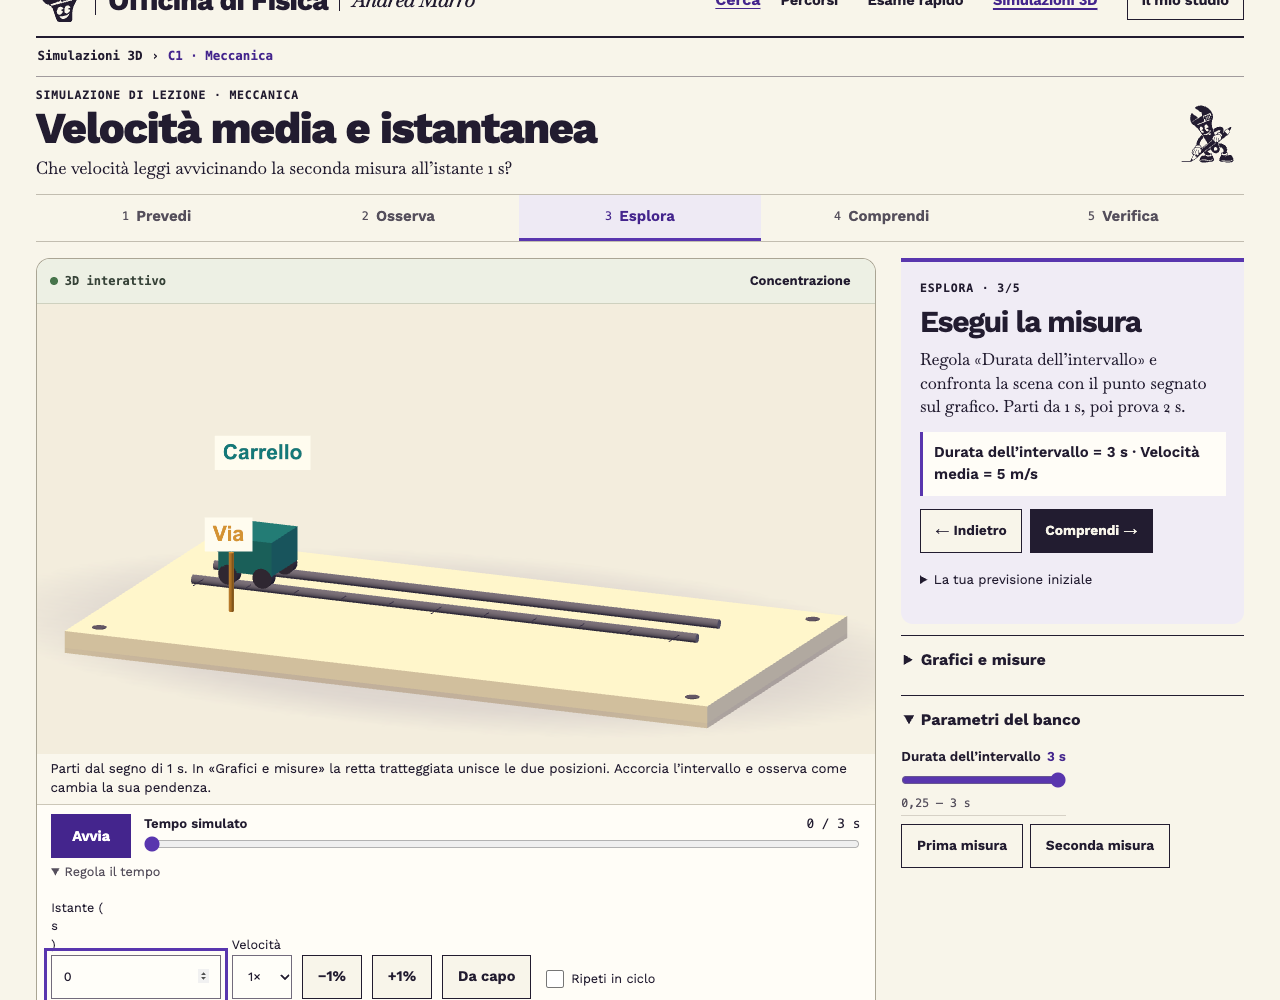 Officina di Fisica
Andrea Marro
Cerca
Percorsi
Esame rapido
Simulazioni 3D
Il mio studio
Simulazioni 3D › C1 · Meccanica
SIMULAZIONE DI LEZIONE · MECCANICA
Velocità media e istantanea
Che velocità leggi avvicinando la seconda misura all’istante 1 s?
1 Prevedi
2 Osserva
3 Esplora
4 Comprendi
5 Verifica
3D interattivo
Concentrazione
Carrello
Via
Parti dal segno di 1 s. In «Grafici e misure» la retta tratteggiata unisce le due posizioni. Accorcia l’intervallo e osserva come
cambia la sua pendenza.
Avvia
Tempo simulato
0 / 3 s
▼ Regola il tempo
Istante (
s
)
Velocità
0
1×
−1%
+1%
Da capo
Ripeti in ciclo
ESPLORA · 3/5
Esegui la misura
Regola «Durata dell’intervallo» e
confronta la scena con il punto segnato
sul grafico. Parti da 1 s, poi prova 2 s.
Durata dell’intervallo = 3 s · Velocità
media = 5 m/s
← Indietro
Comprendi →
▶ La tua previsione iniziale
▶ Grafici e misure
▼ Parametri del banco
Durata dell’intervallo 3 s
0,25 – 3 s
Prima misura
Seconda misura